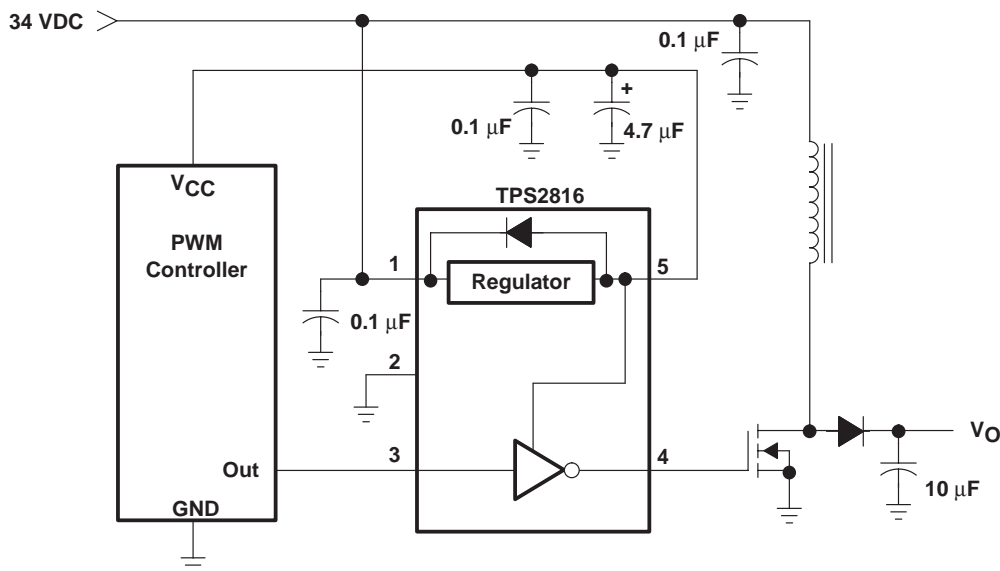 34 VDC
0.1 μF
+
0.1 μF
4.7 μF
VCC
PWM
Controller
TPS2816
1
Regulator
5
0.1 μF
2
Out
3
4
VO
10 μF
GND